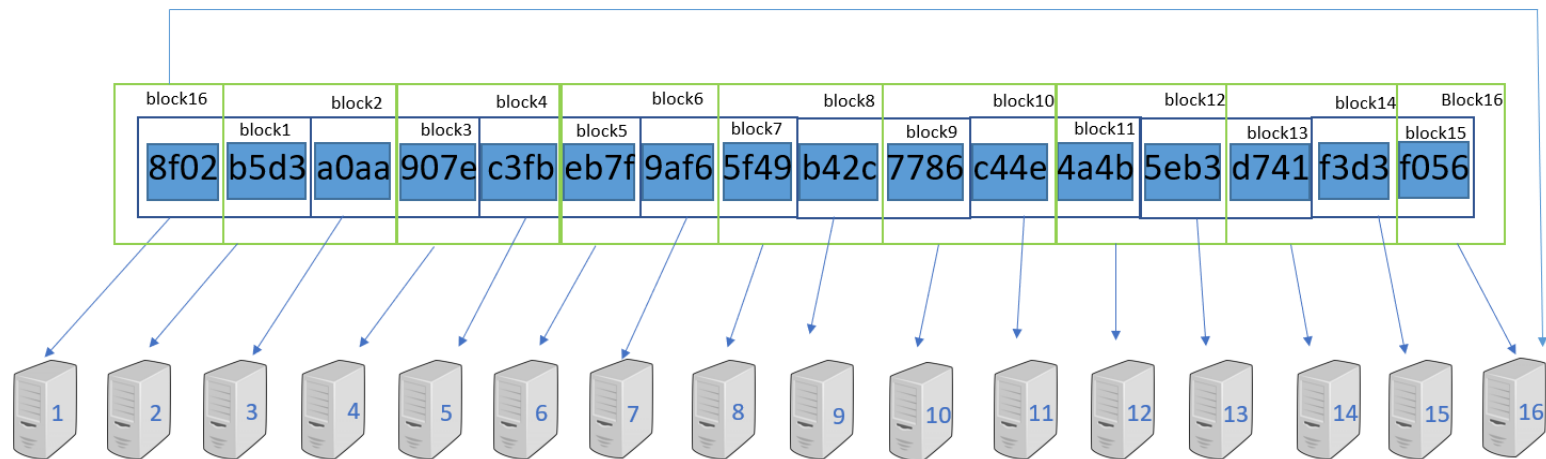 block16 block2 block4 block6 block8 block10 block12 block14 Block16
block1 block3 block5 block7 block9 block11 block13 block15
8f02 b5d3 a0aa 907e c3fb eb7f 9af6 5f49 b42c 7786 c44e 4a4b 5eb3 d741 f3d3 f056
1 2 3 4 5 6 7 8 9 10 11 12 13 14 15 16